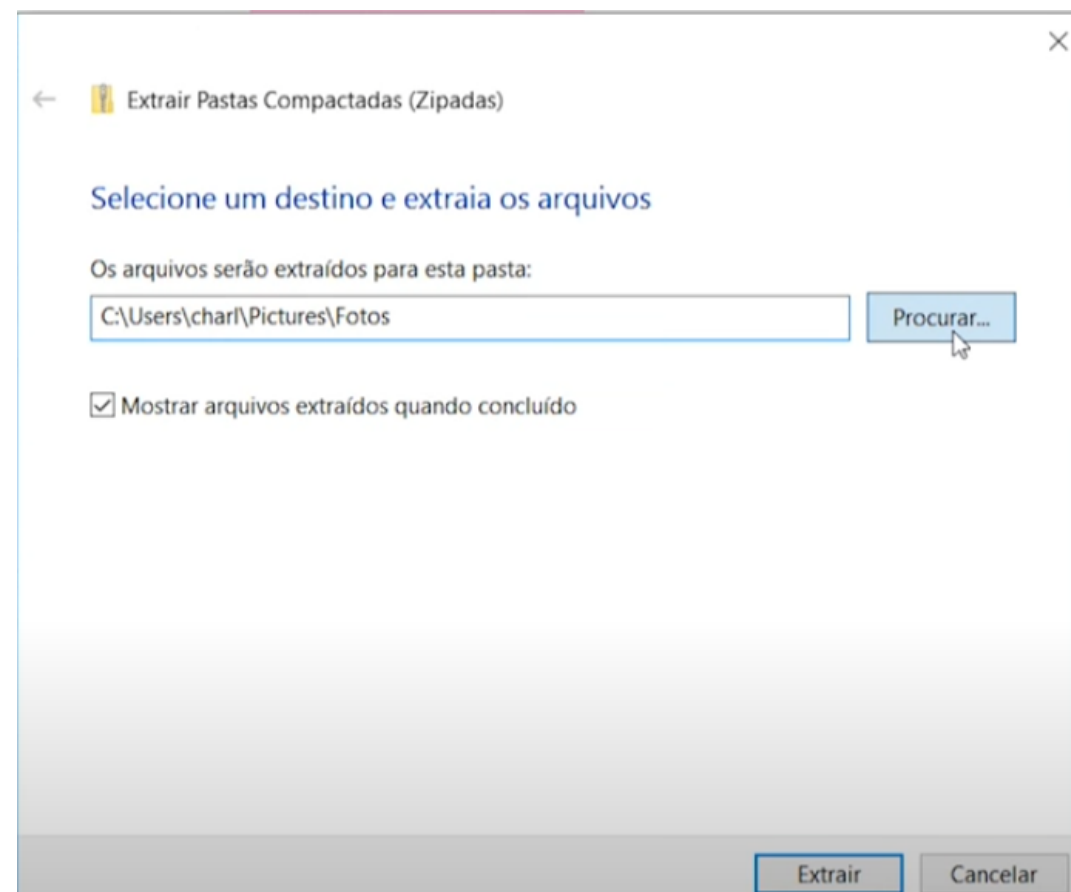 Extrair Pastas Compactadas (Zipadas)
Selecione um destino e extraia os arquivos
Os arquivos serão extraídos para esta pasta:
C:\Users\charl\Pictures\Fotos
Procurar...
Mostrar arquivos extraídos quando concluído
Extrair
Cancelar